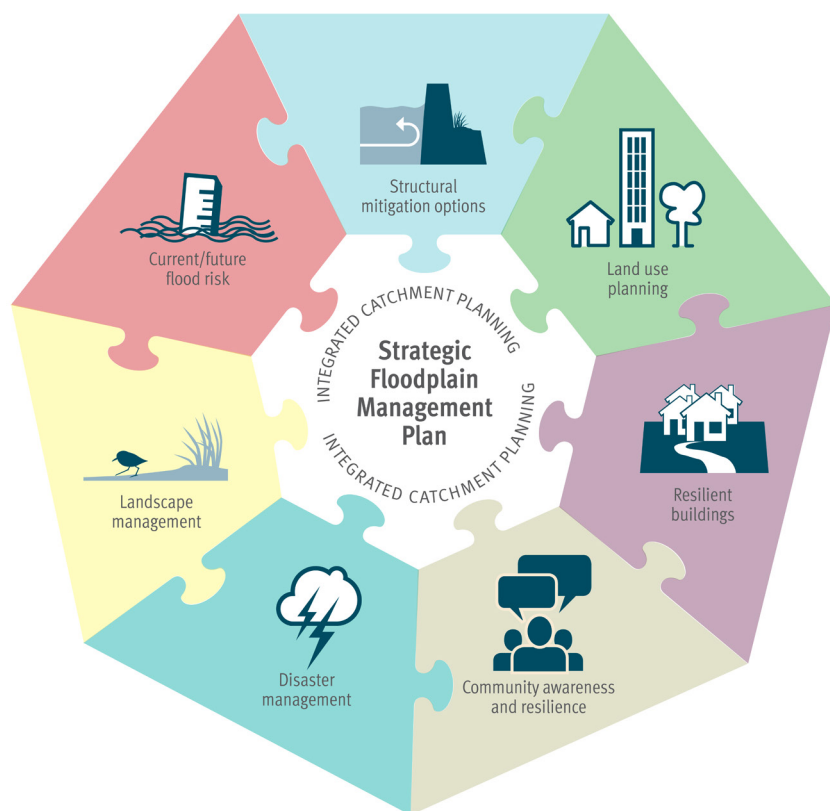 Structural
mitigation options
Current/future
flood risk
Land use
planning
INTEGRATED CATCHMENT PLANNING
Strategic
Floodplain
Management
Plan
INTEGRATED CATCHMENT PLANNING
Landscape
management
Resilient
buildings
Disaster
management
Community awareness
and resilience